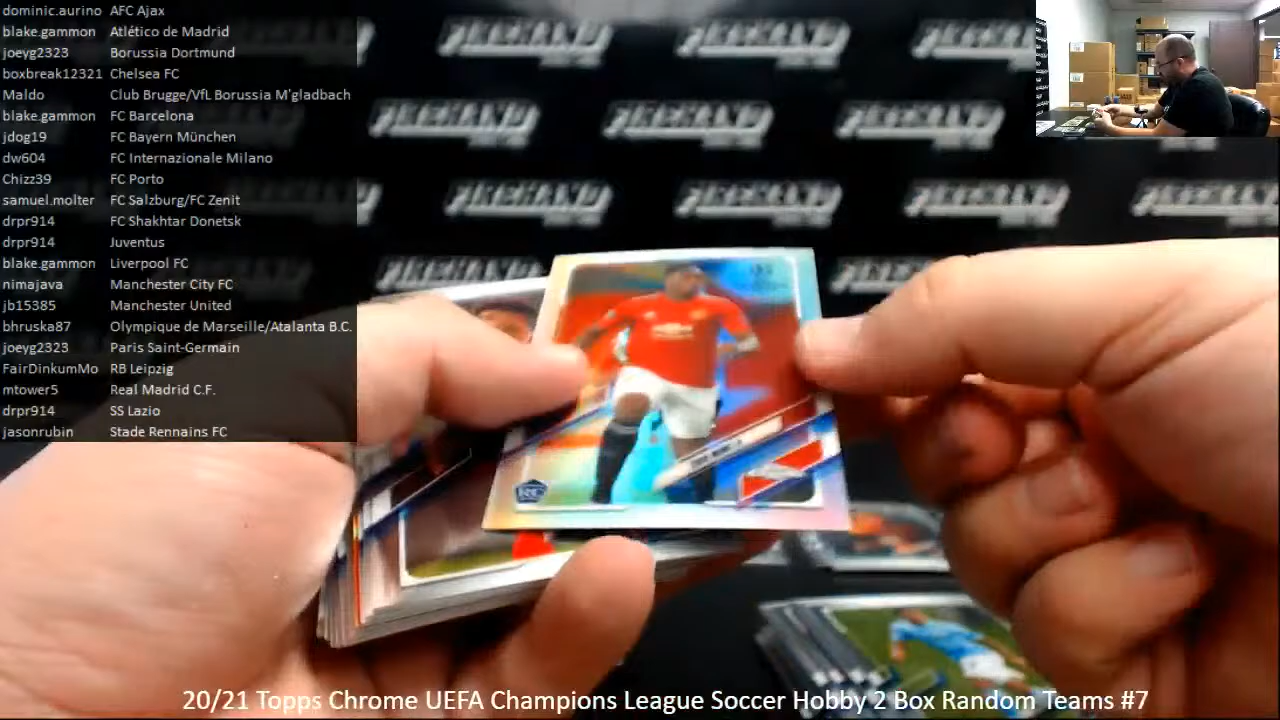 dominic.aurino AFC Ajax
blake.gammon Atlético de Madrid
joeyg2323 Borussia Dortmund
boxbreak12321 Chelsea FC
Maldo Club Brugge/VfL Borussia M'gladbach
blake.gammon FC Barcelona
jdog19 FC Bayern München
dw604 FC Internazionale Milano
Chizz39 FC Porto
samuel.molter FC Salzburg/FC Zenit
drpr914 FC Shakhtar Donetsk
drpr914 Juventus
blake.gammon Liverpool FC
nimajava Manchester City FC
jb15385 Manchester United
bhruska87 Olympique de Marseille/Atalanta B.C.
joeyg2323 Paris Saint-Germain
FairDinkumMo RB Leipzig
mtower5 Real Madrid C.F.
drpr914 SS Lazio
jasonrubin Stade Rennains FC
RC
20/21 Topps Chrome UEFA Champions League Soccer Hobby 2 Box Random Teams #7